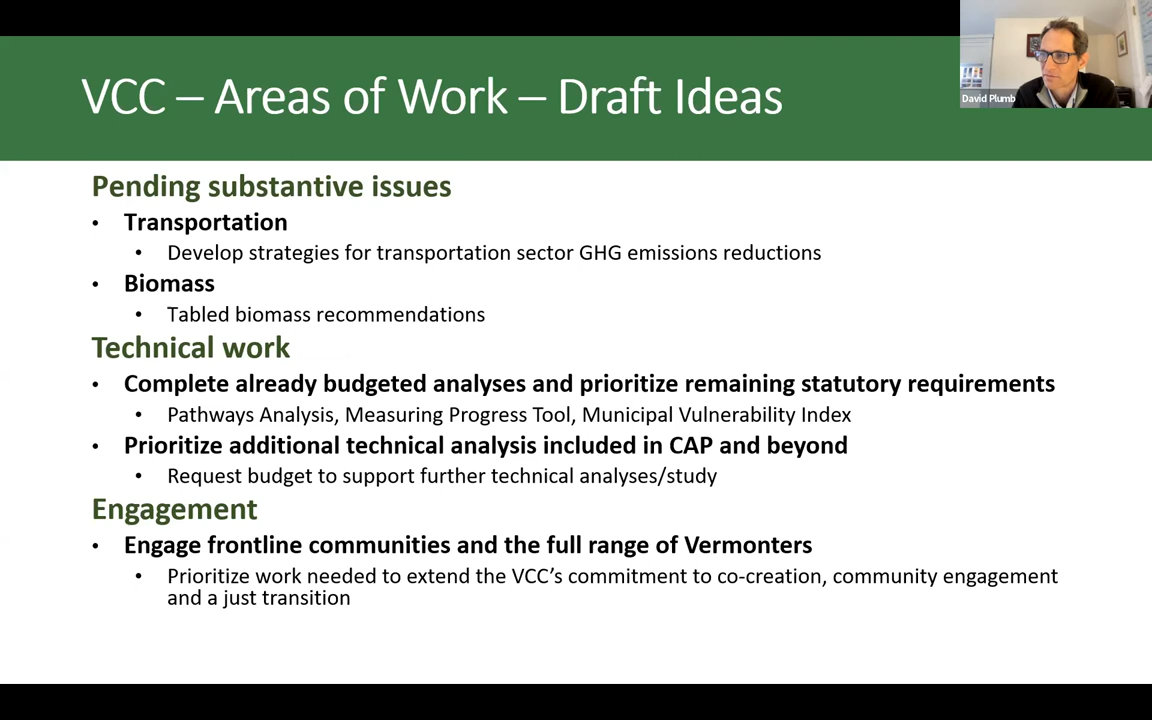 VCC – Areas of Work – Draft Ideas
David Plumb
Pending substantive issues
• Transportation
• Develop strategies for transportation sector GHG emissions reductions
• Biomass
• Tabled biomass recommendations
Technical work
• Complete already budgeted analyses and prioritize remaining statutory requirements
• Pathways Analysis, Measuring Progress Tool, Municipal Vulnerability Index
• Prioritize additional technical analysis included in CAP and beyond
• Request budget to support further technical analyses/study
Engagement
• Engage frontline communities and the full range of Vermonters
• Prioritize work needed to extend the VCC’s commitment to co-creation, community engagement
and a just transition